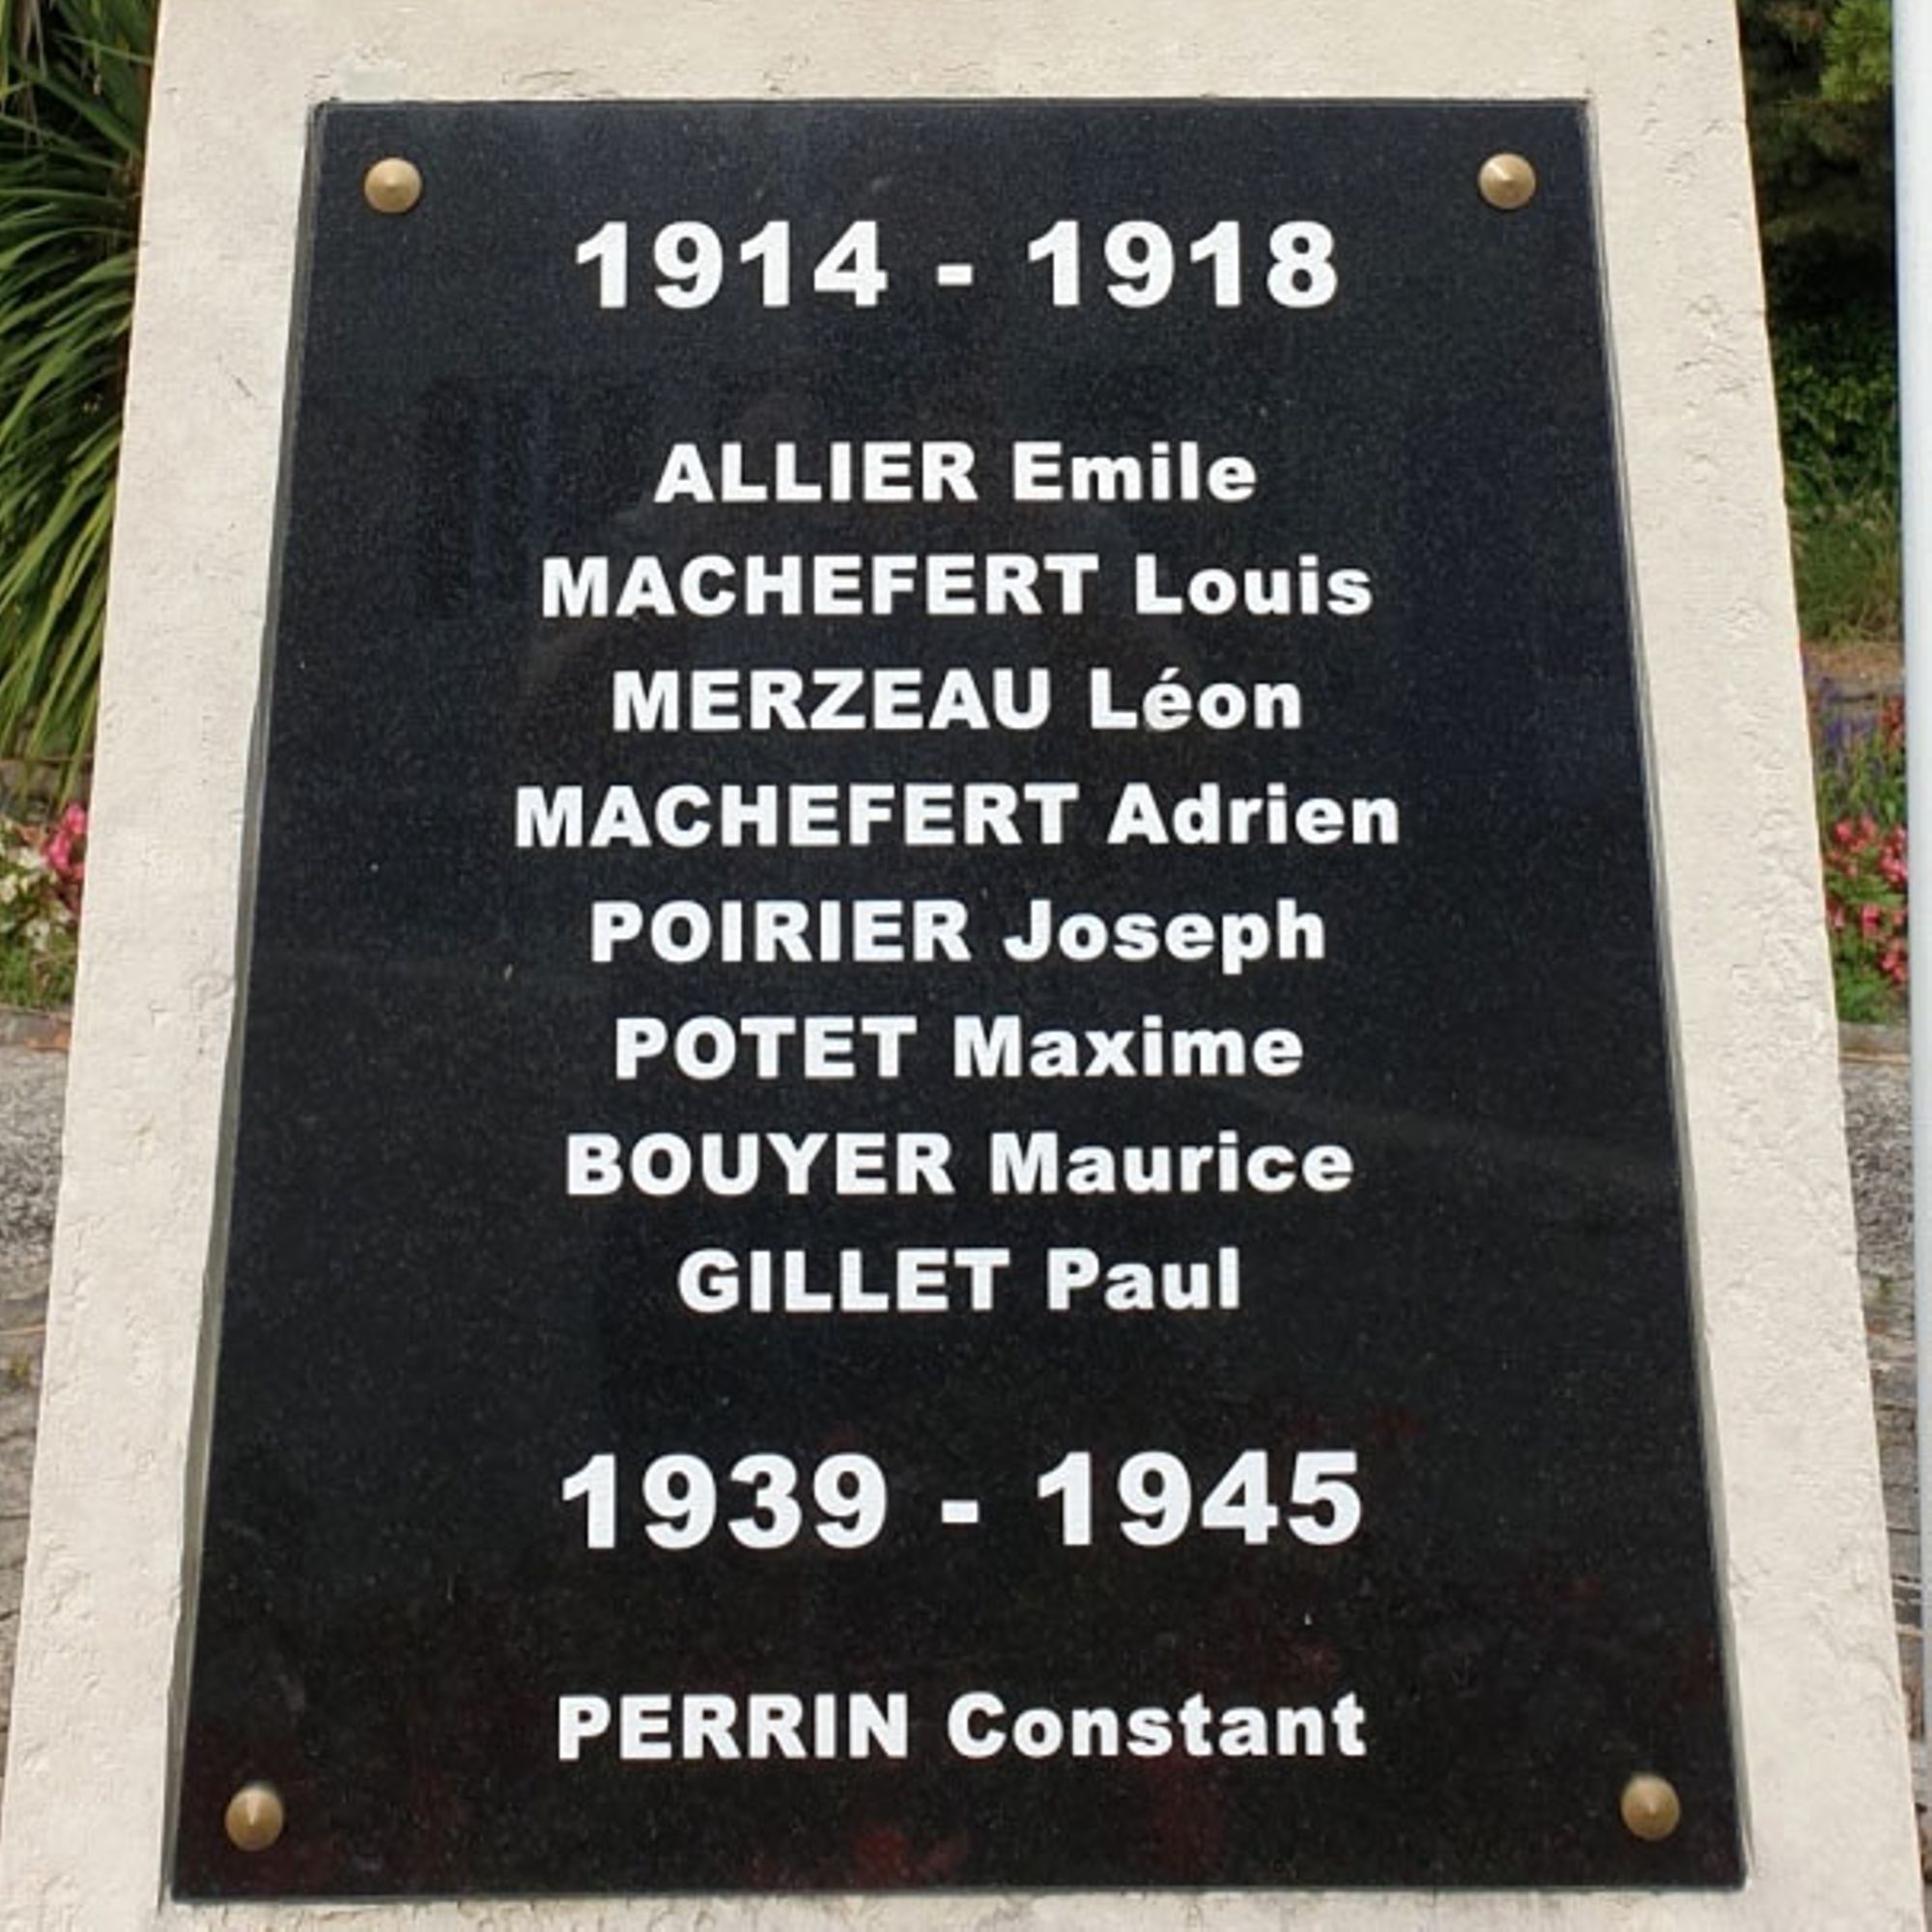 1914 - 1918
ALLIER Emile
MACHEFERT Louis
MERZEAU Léon
MACHEFERT Adrien
POIRIER Joseph
POTET Maxime
BOUYER Maurice
GILLET Paul
1939 - 1945
PERRIN Constant